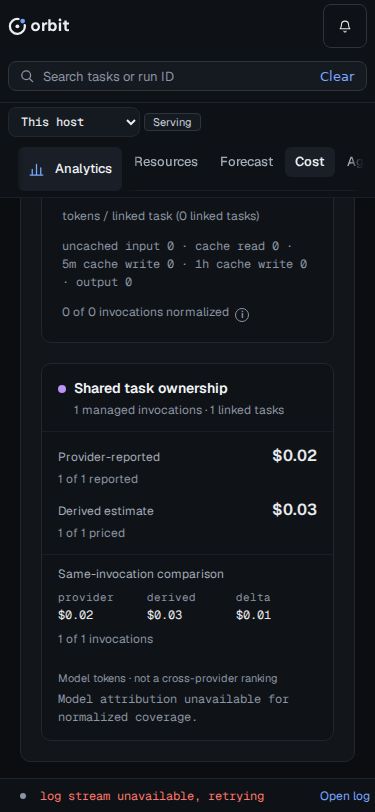 orbit
Search tasks or run ID Clear
This host Serving
Analytics Resources Forecast Cost Ag
tokens / linked task (0 linked tasks)
uncached input 0 · cache read 0 ·
5m cache write 0 · 1h cache write 0
· output 0
0 of 0 invocations normalized
Shared task ownership
1 managed invocations · 1 linked tasks
Provider-reported $0.02
1 of 1 reported
Derived estimate $0.03
1 of 1 priced
Same-invocation comparison
provider derived delta
$0.02 $0.03 $0.01
1 of 1 invocations
Model tokens · not a cross-provider ranking
Model attribution unavailable for
normalized coverage.
log stream unavailable, retrying Open log